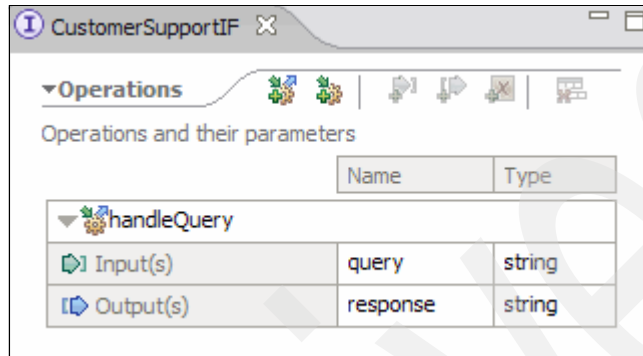 CustomerSupportIF
Operations
Operations and their parameters
Name Type
handleQuery
Input(s) query string
Output(s) response string